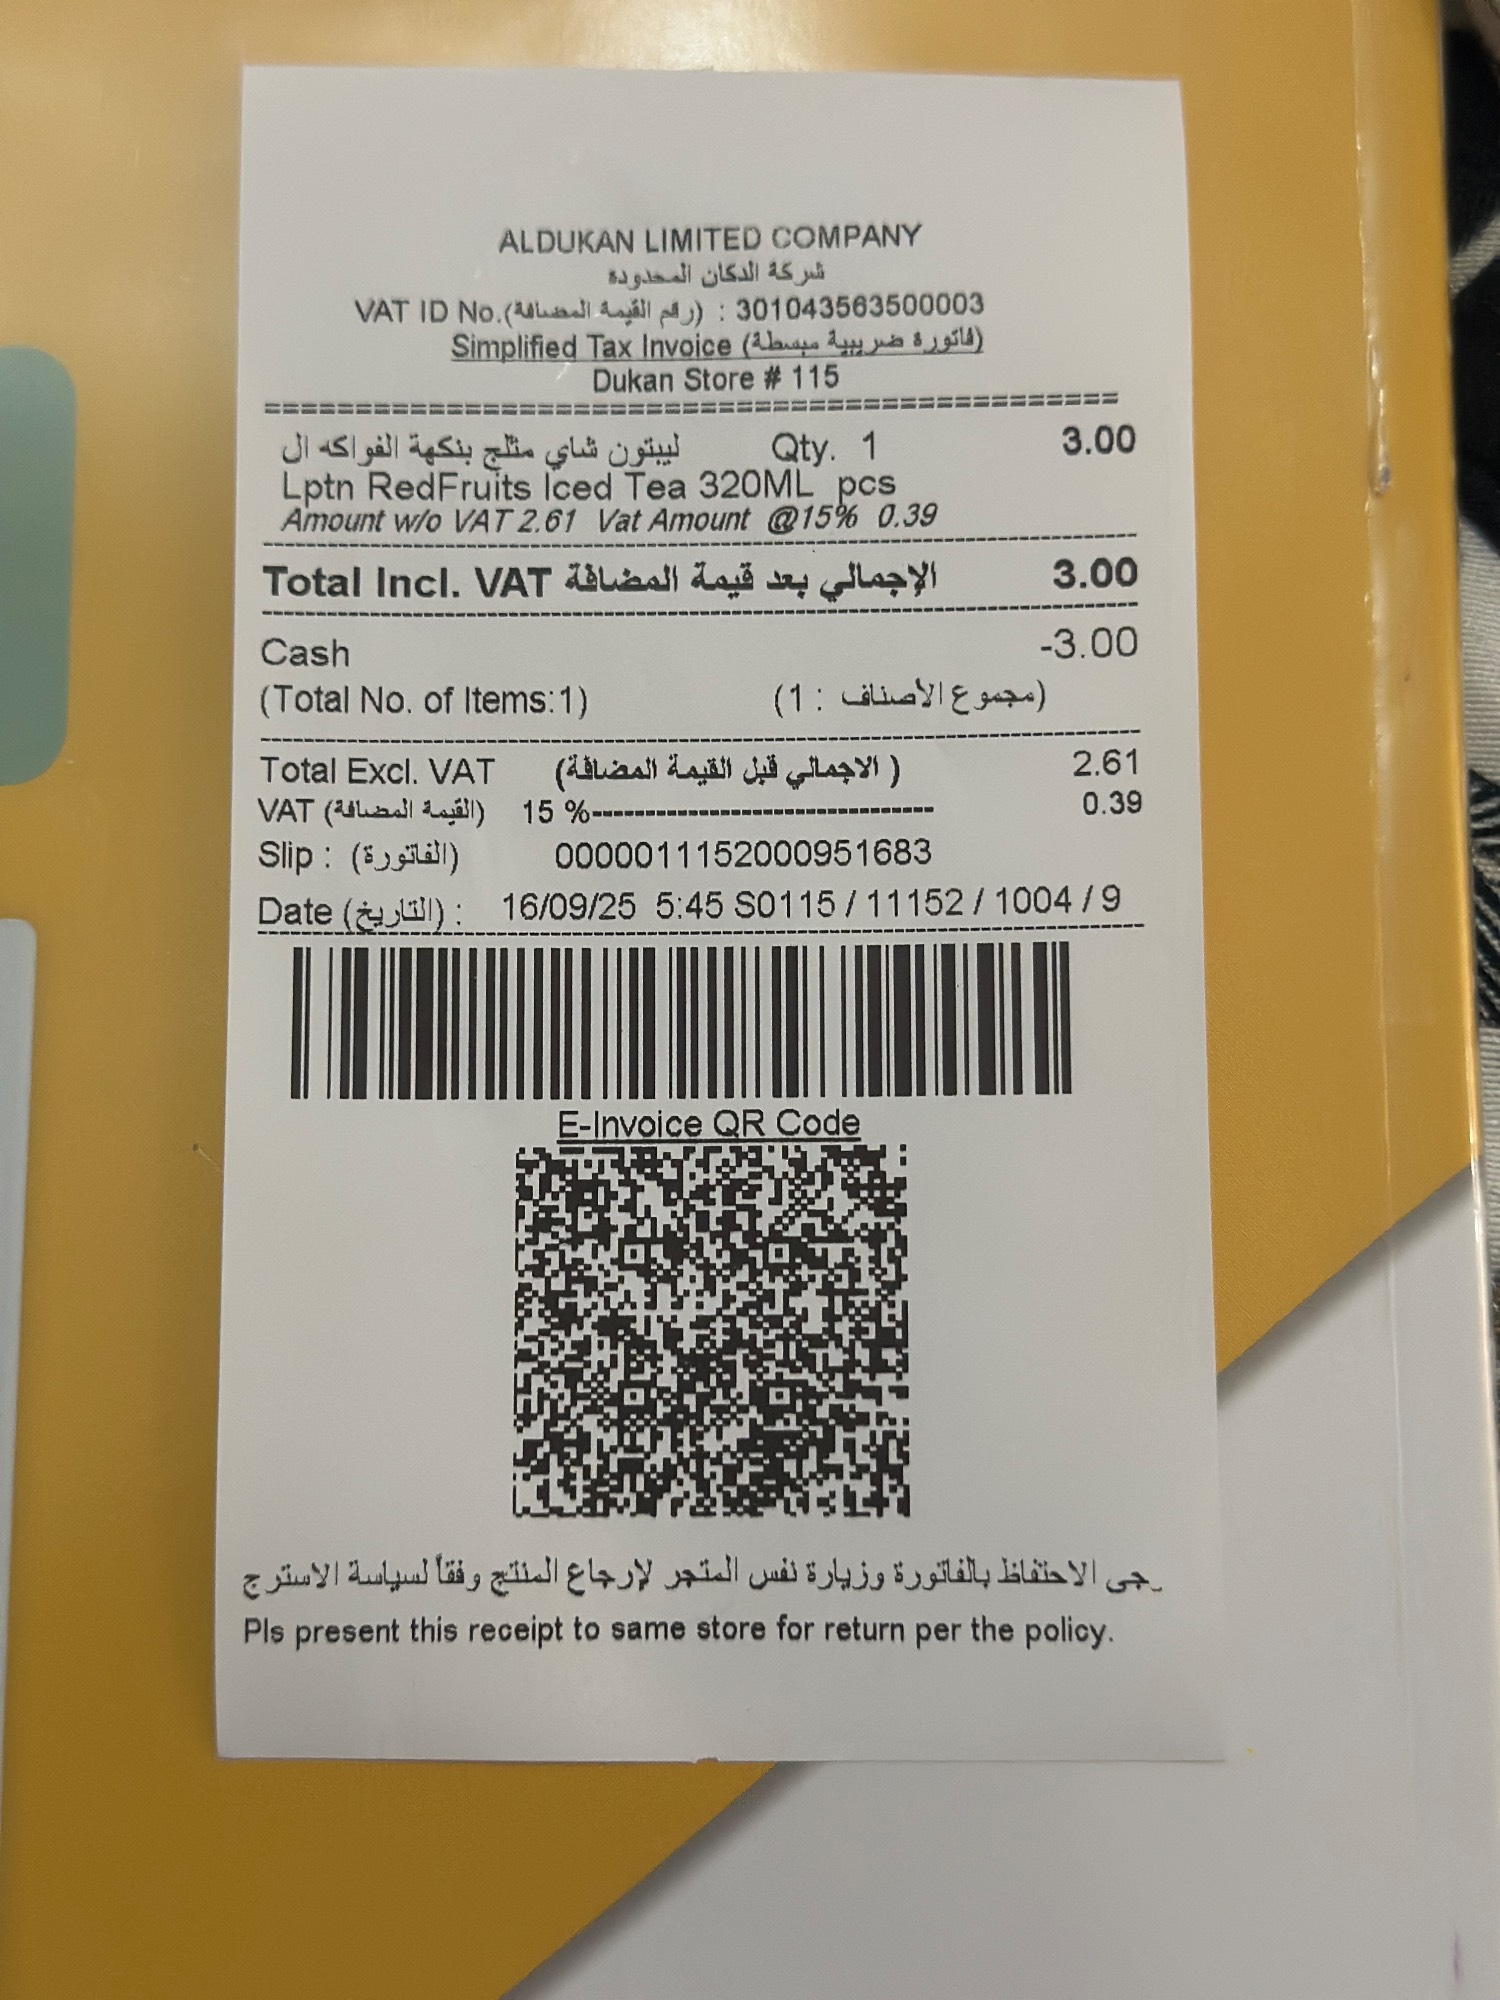 ALDUKAN LIMITED COMPANY
شركة الدكان المحدودة
VAT ID No.(رقم القيمة المضافة) : 301043563500003
Simplified Tax Invoice (فاتورة ضريبية مبسطة)
Dukan Store # 115
ليبتون شاي مثلج بنكهة الفواكه ال Qty. 1 3.00
Lptn RedFruits Iced Tea 320ML pcs
Amount w/o VAT 2.61 Vat Amount @15% 0.39
Total Incl. VAT الإجمالي بعد قيمة المضافة 3.00
Cash -3.00
(Total No. of Items:1) (مجموع الأصناف : 1)
Total Excl. VAT (الاجمالي قبل القيمة المضافة ) 2.61
VAT (القيمة المضافة) 15 %------------------------------------ 0.39
Slip : (الفاتورة) 0000011152000951683
Date (التاريخ) : 16/09/25 5:45 S0115 / 11152 / 1004 / 9
E-Invoice QR Code
رجى الاحتفاظ بالفاتورة وزيارة نفس المتجر لإرجاع المنتج وفقاً لسياسة الاسترج
Pls present this receipt to same store for return per the policy.